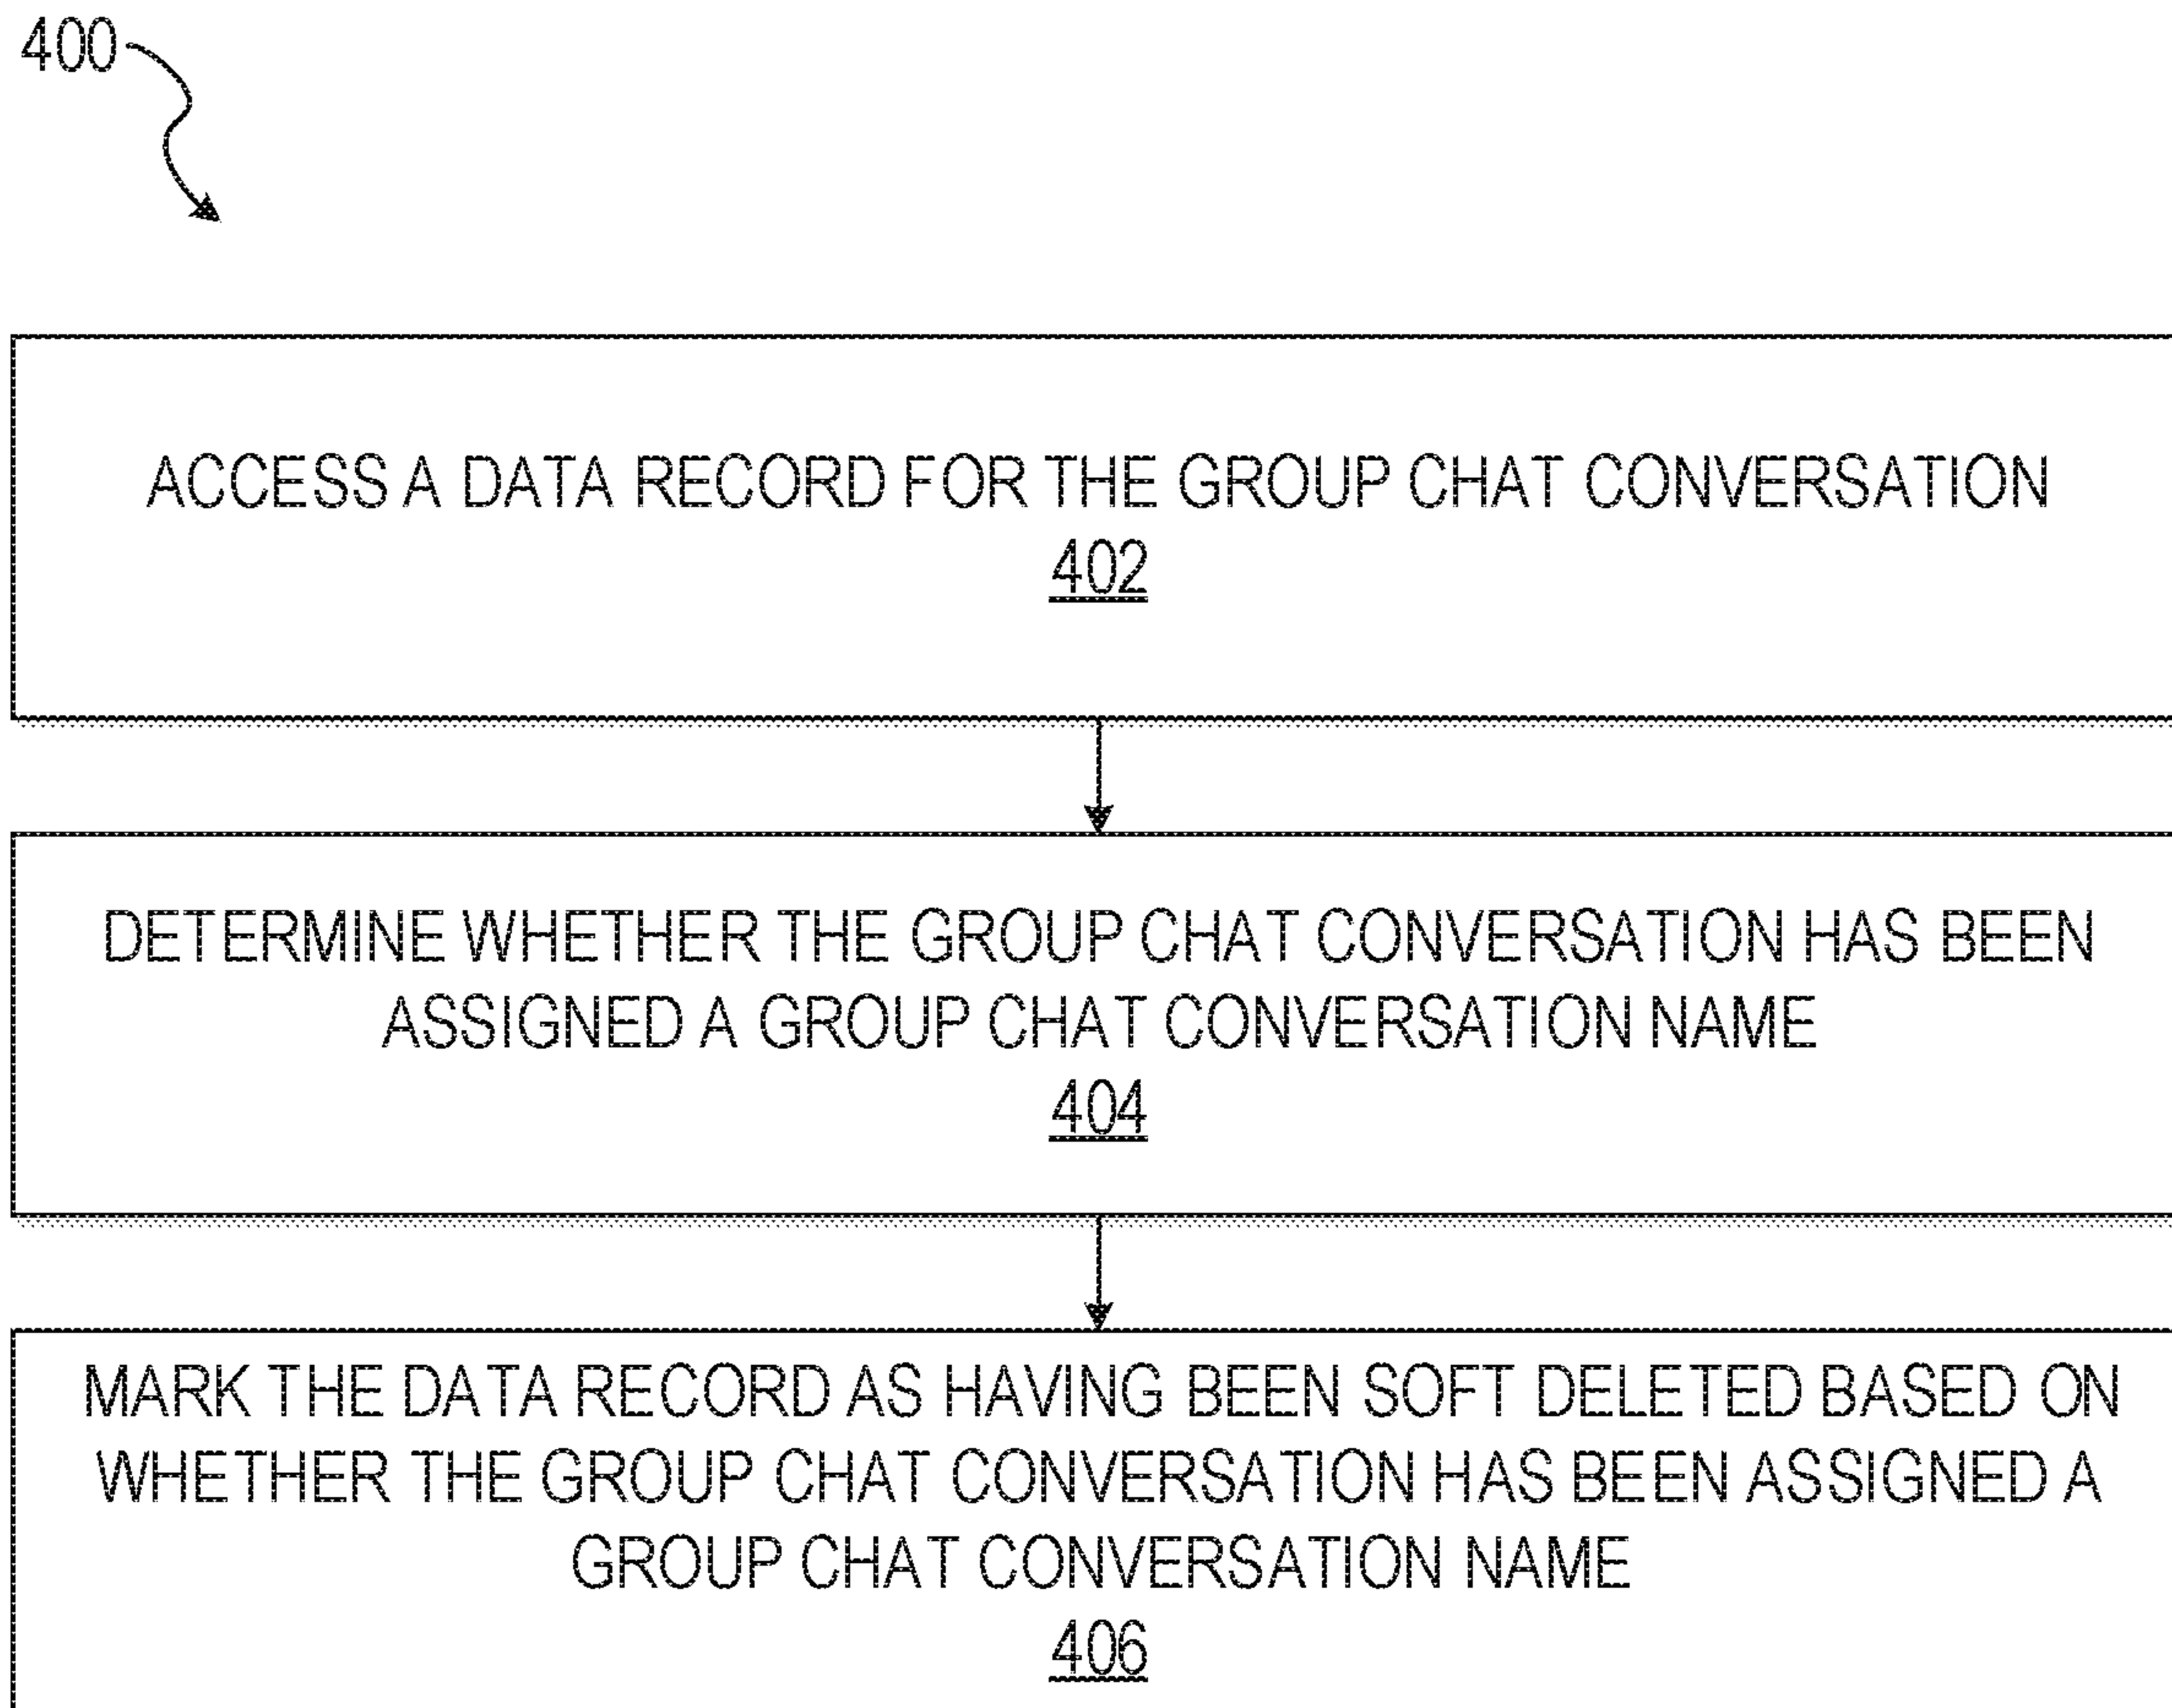 400
ACCESS A DATA RECORD FOR THE GROUP CHAT CONVERSATION
402
DETERMINE WHETHER THE GROUP CHAT CONVERSATION HAS BEEN
ASSIGNED A GROUP CHAT CONVERSATION NAME
404
MARK THE DATA RECORD AS HAVING BEEN SOFT DELETED BASED ON
WHETHER THE GROUP CHAT CONVERSATION HAS BEEN ASSIGNED A
GROUP CHAT CONVERSATION NAME
406